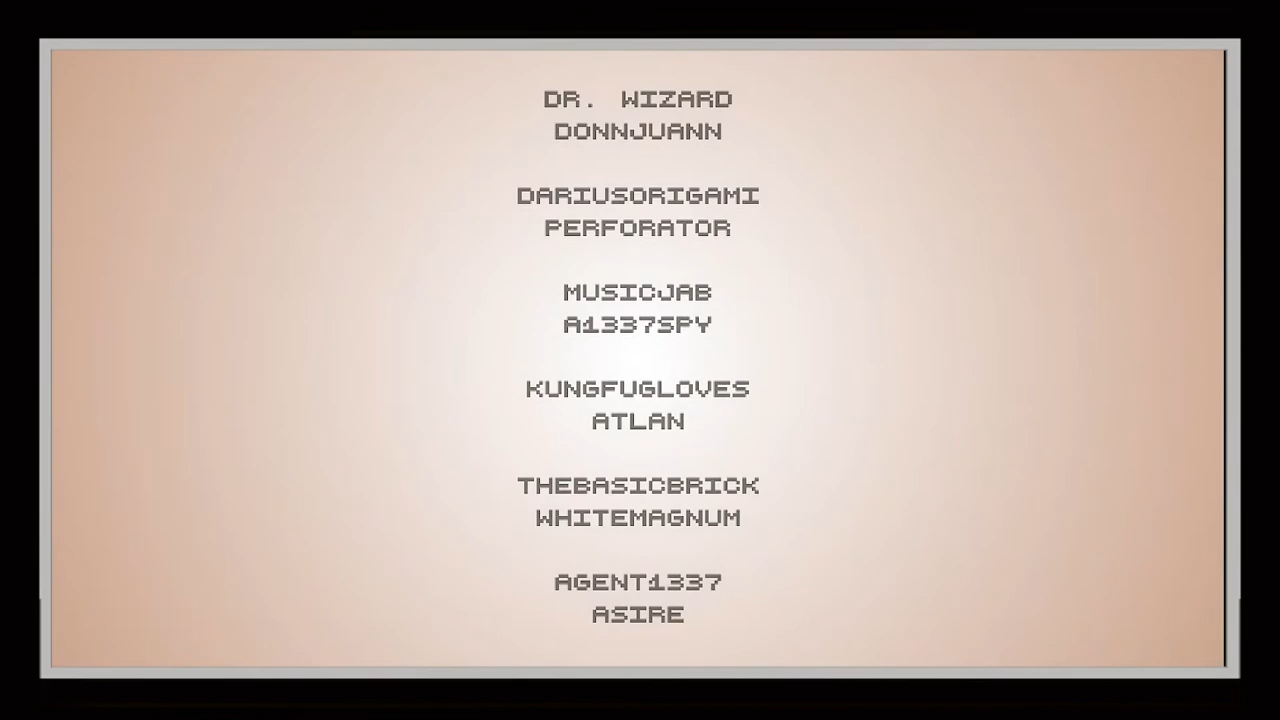 DR. WIZARD
DONNJUANN
DARIUSORIGAMI
PERFORATOR
MUSICJAB
A1337SPY
KUNGFUGLOVES
ATLAN
THEBASICBRICK
WHITEMAGNUM
AGENT1337
ASIRE